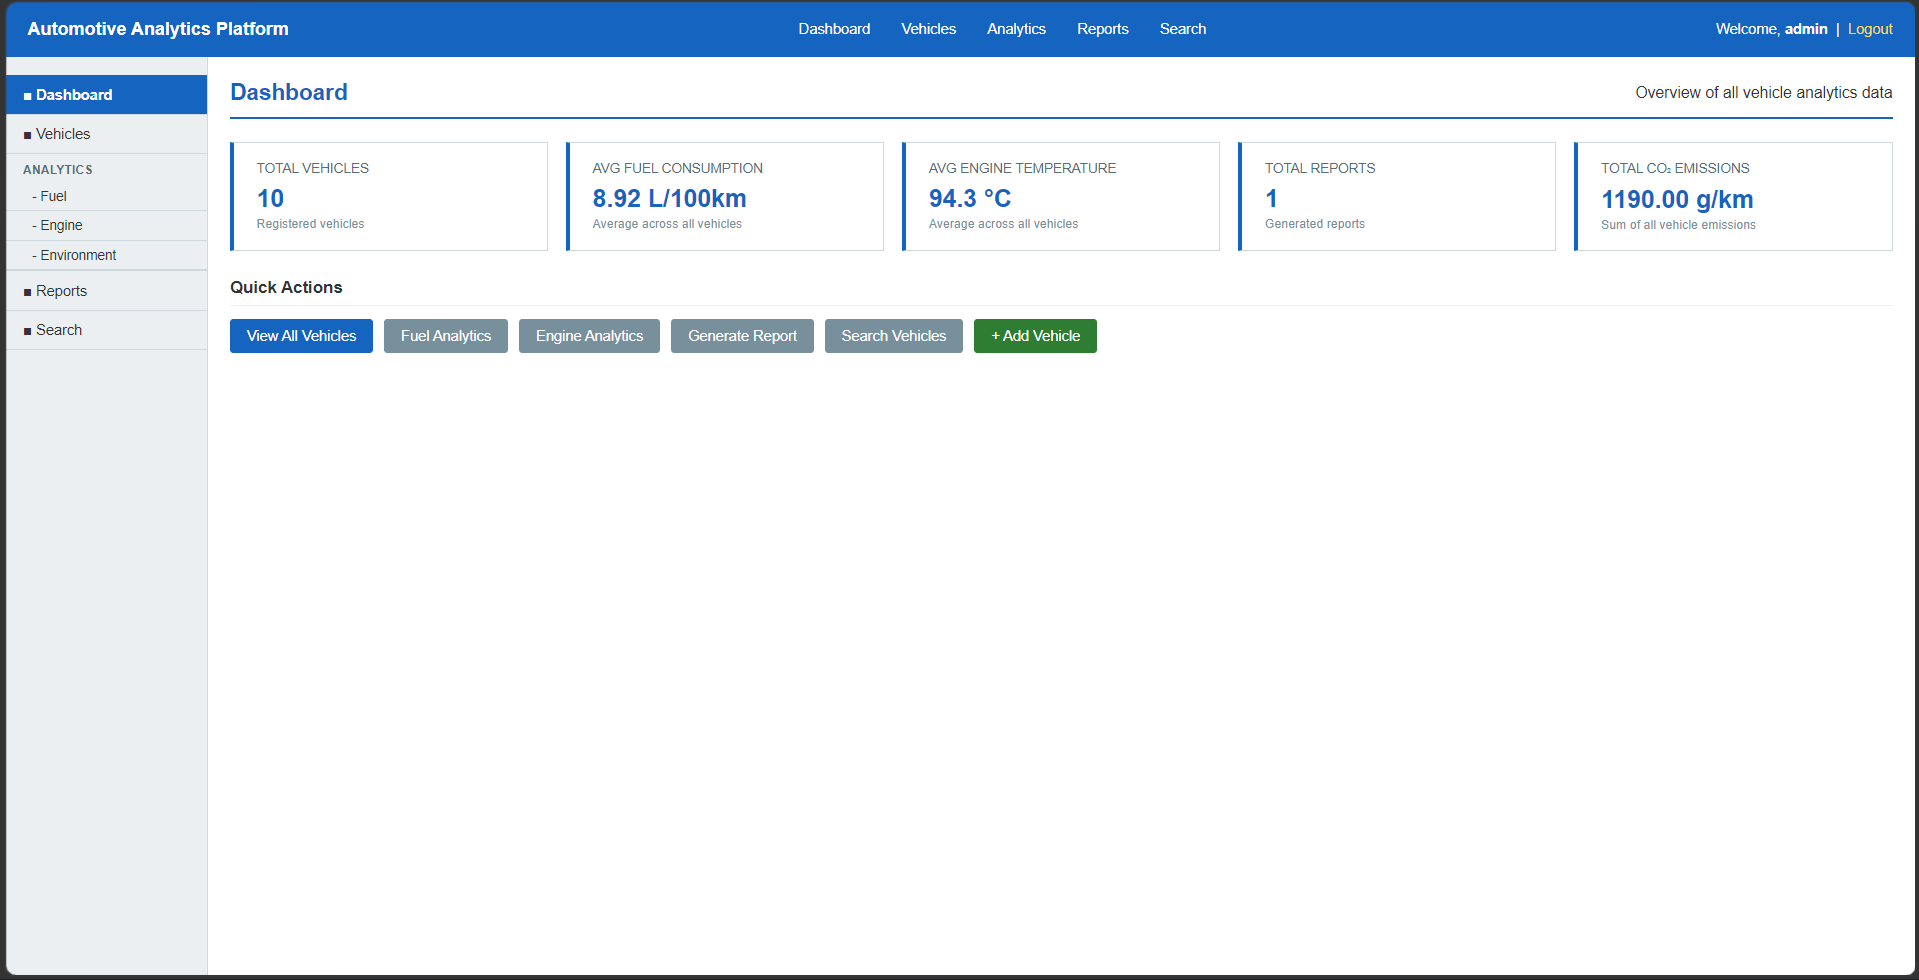 Automotive Analytics Platform
Dashboard Vehicles Analytics Reports Search
Welcome, admin | Logout
■ Dashboard
■ Vehicles
ANALYTICS
- Fuel
- Engine
- Environment
■ Reports
■ Search
Dashboard
Overview of all vehicle analytics data
TOTAL VEHICLES
10
Registered vehicles
AVG FUEL CONSUMPTION
8.92 L/100km
Average across all vehicles
AVG ENGINE TEMPERATURE
94.3 °C
Average across all vehicles
TOTAL REPORTS
1
Generated reports
TOTAL CO₂ EMISSIONS
1190.00 g/km
Sum of all vehicle emissions
Quick Actions
View All Vehicles
Fuel Analytics
Engine Analytics
Generate Report
Search Vehicles
+ Add Vehicle